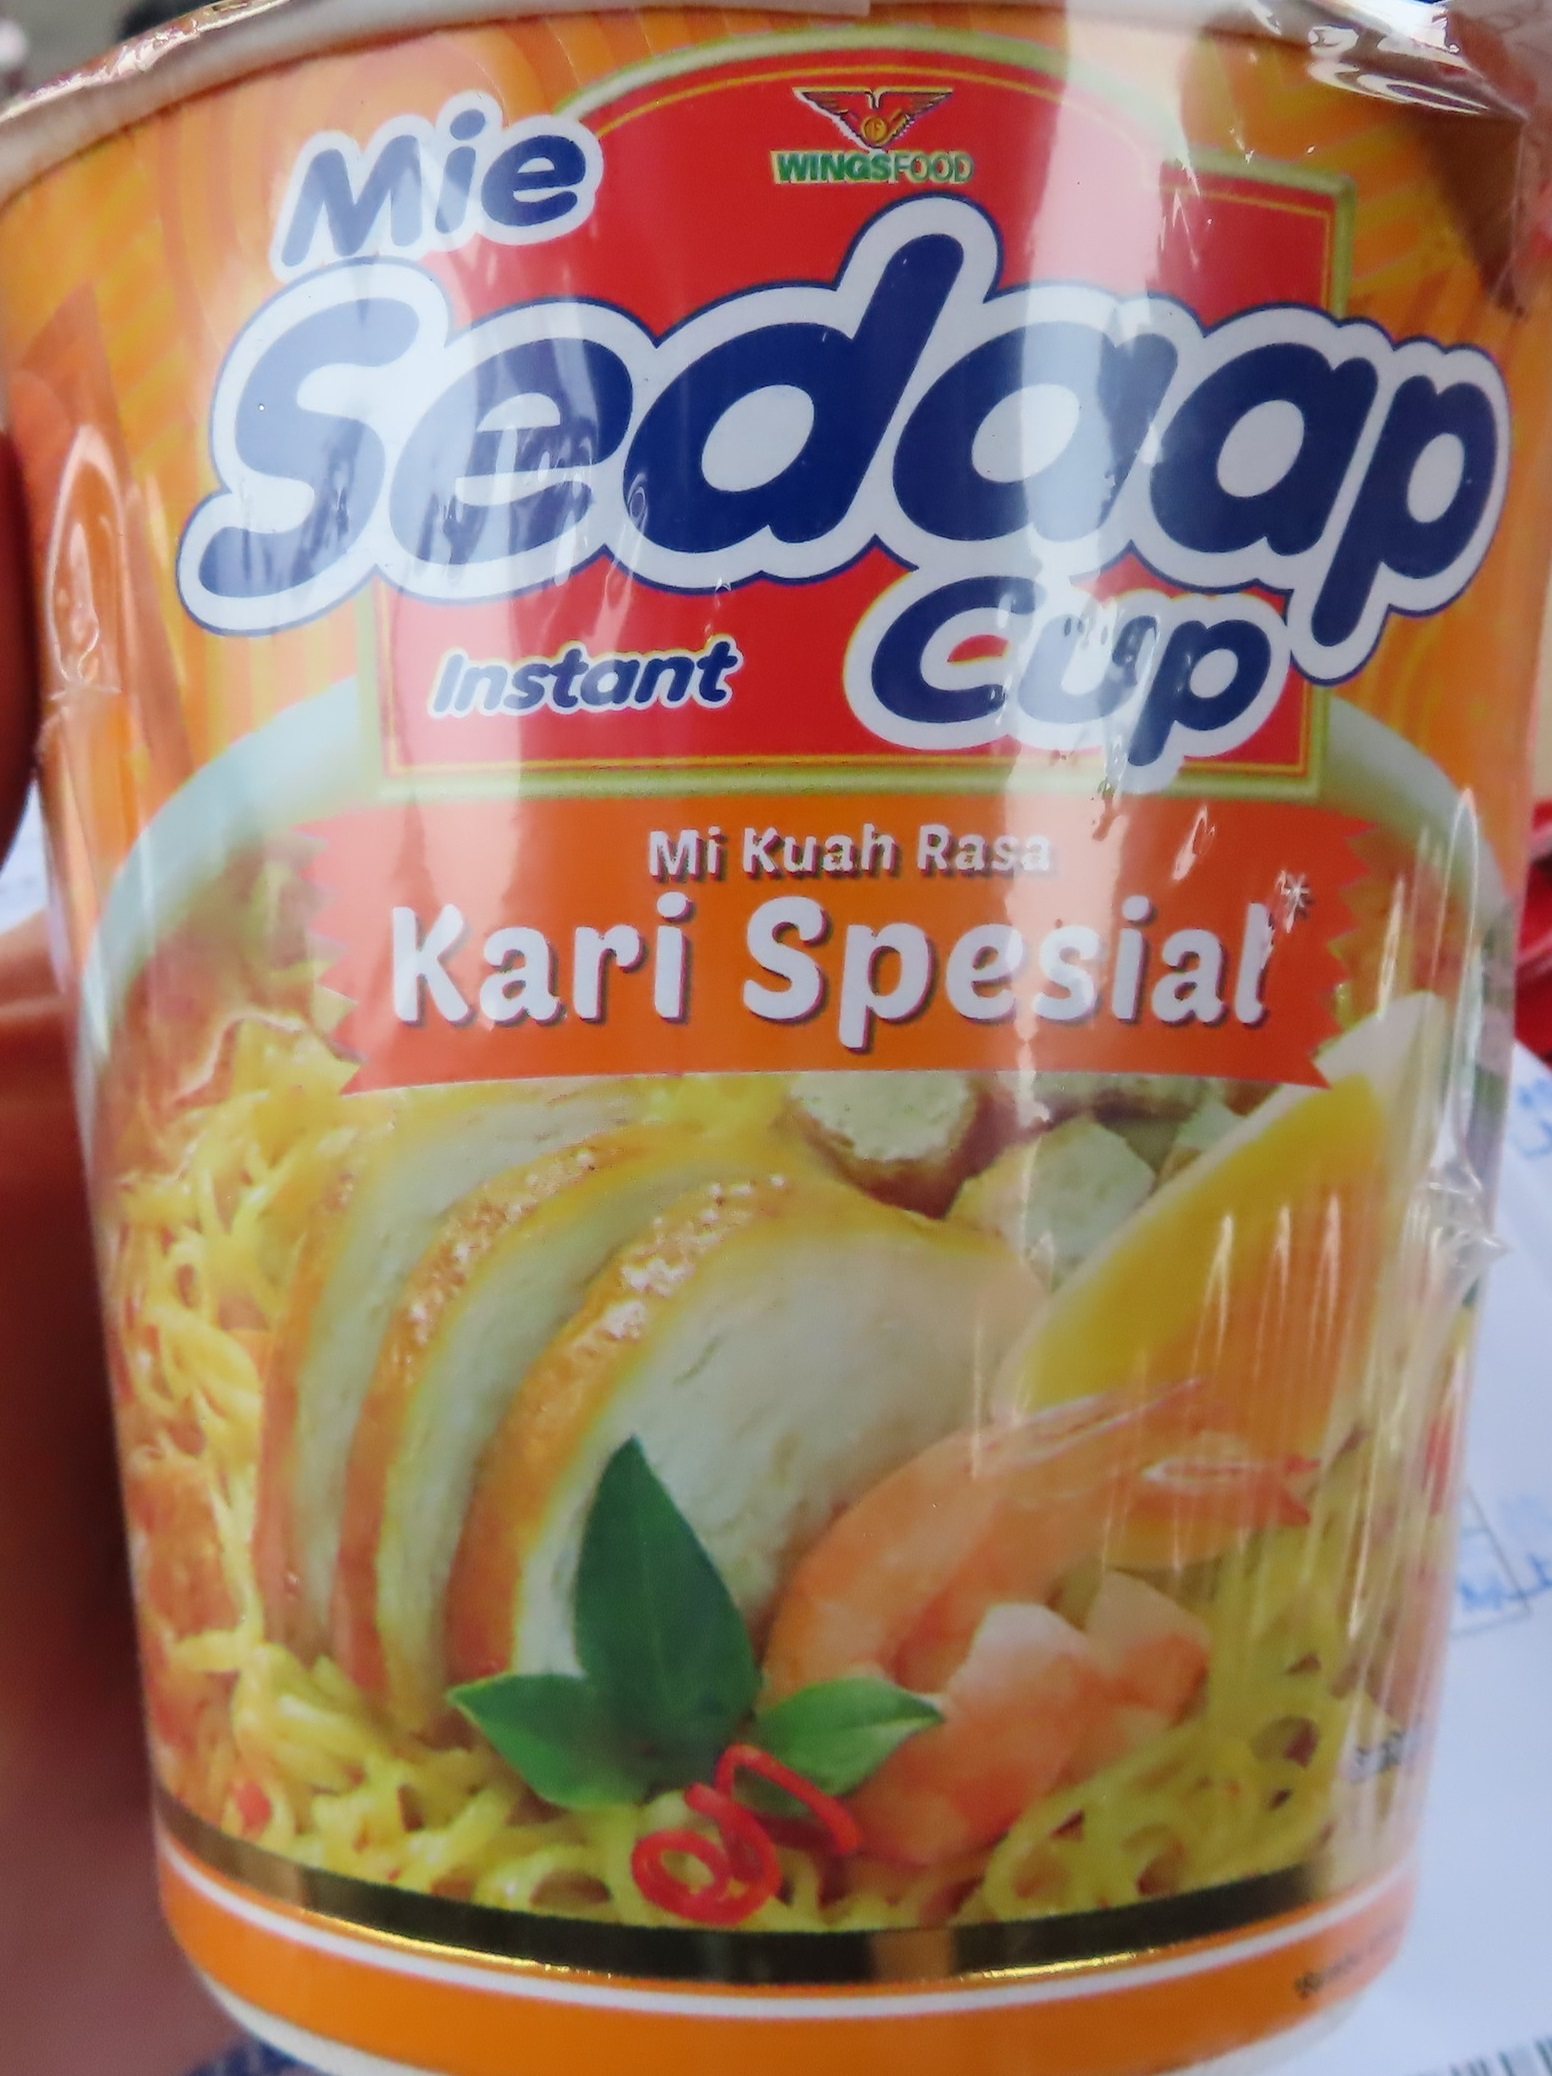 WINGSFOOD
Mie
Sedaap
Instant Cup
Mi Kuah Rasa
Kari Spesial*